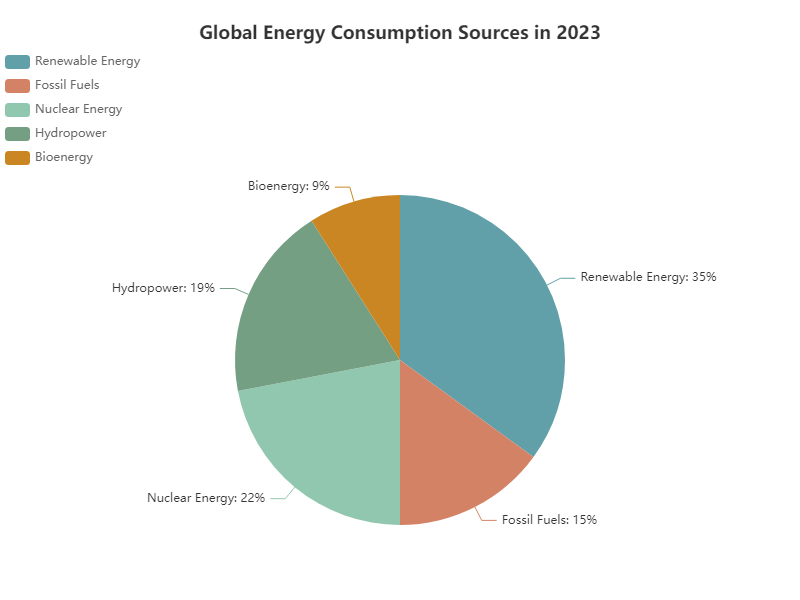 Global Energy Consumption Sources in 2023
Renewable Energy
Fossil Fuels
Nuclear Energy
Hydropower
Bioenergy
Bioenergy: 9%
Renewable Energy: 35%
Hydropower: 19%
Nuclear Energy: 22%
Fossil Fuels: 15%